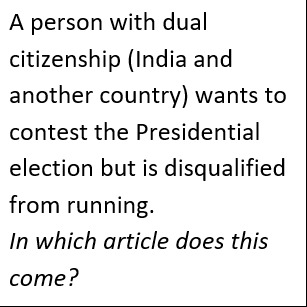 A person with dual
citizenship (India and
another country) wants to
contest the Presidential
election but is disqualified
from running.
In which article does this
come?